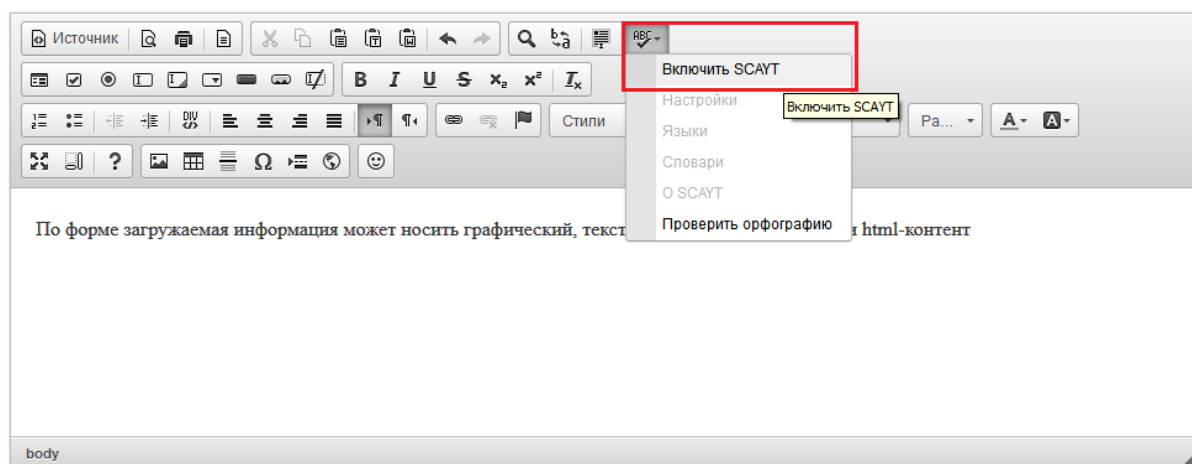 Источник
ABC
Включить SCAYT
B I U S x₂ x² Iₓ
Настройки
Включить SCAYT
DIV
Стили
Ра...
A A
Языки
? Ω
Словари
О SCAYT
Проверить орфографию
По форме загружаемая информация может носить графический, html-контент
body